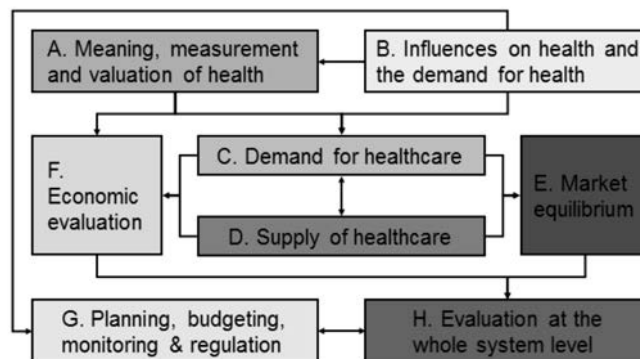 A. Meaning, measurement
and valuation of health
B. Influences on health and
the demand for health
F.
Economic
evaluation
C. Demand for healthcare
D. Supply of healthcare
E. Market
equilibrium
G. Planning, budgeting,
monitoring & regulation
H. Evaluation at the
whole system level